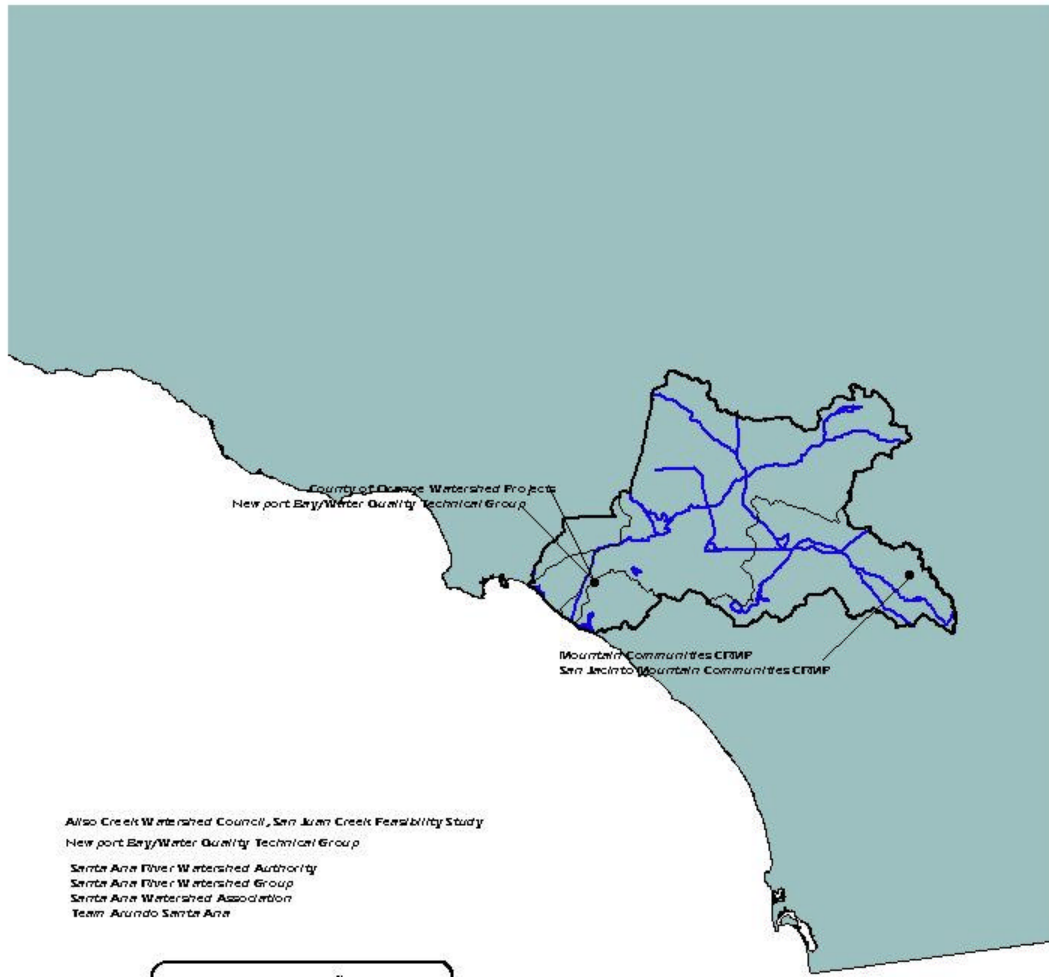 County of Orange Watershed Projects
Newport Bay/Water Quality Technical Group
Mountain Communities CRMP
San Jacinto Mountain Communities CRMP
Aliso Creek Watershed Council, San Juan Creek Feasibility Study
Newport Bay/Water Quality Technical Group
Santa Ana River Watershed Authority
Santa Ana River Watershed Group
Santa Ana Watershed Association
Team Arundo Santa Ana